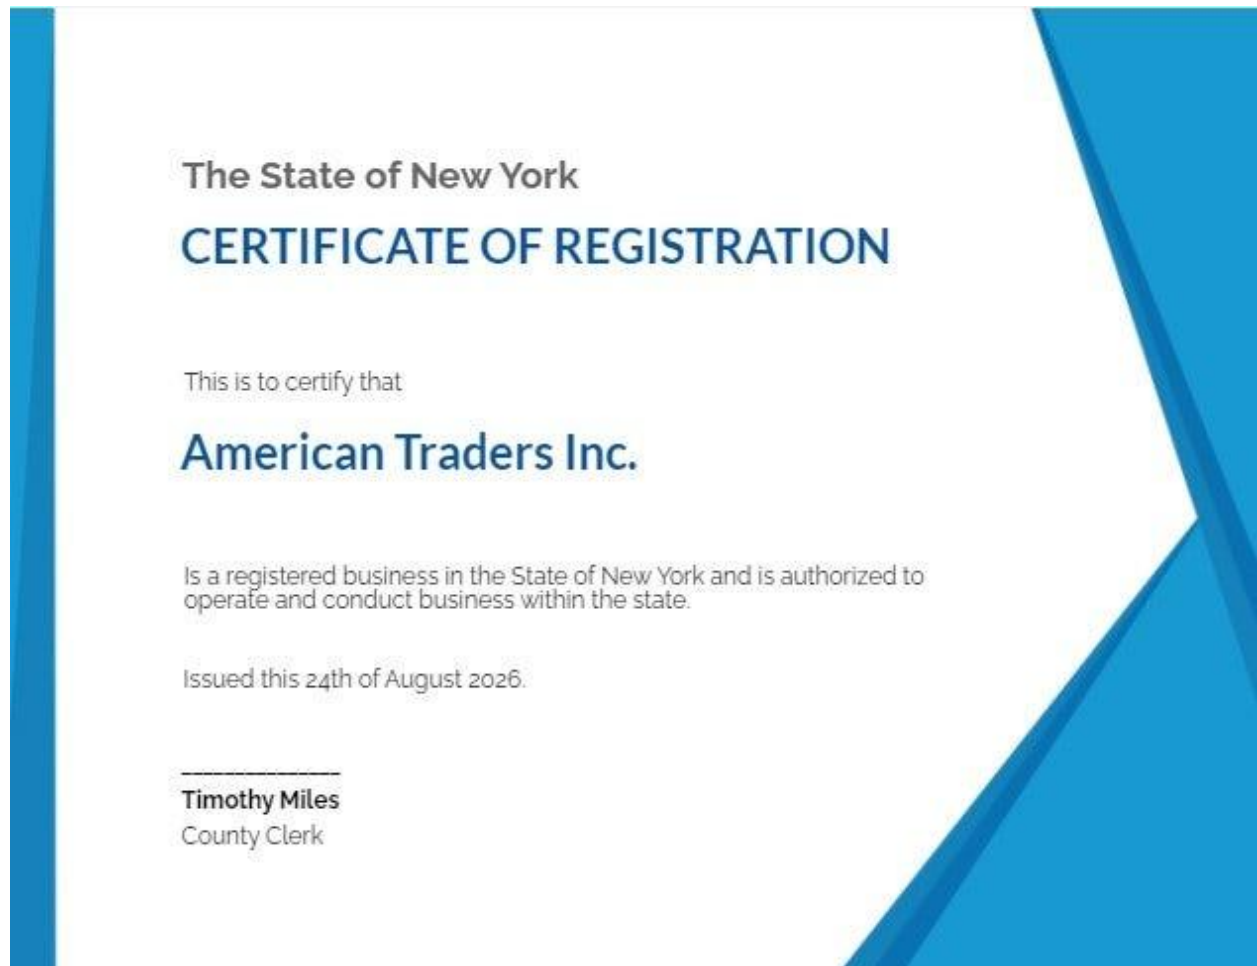 The State of New York
CERTIFICATE OF REGISTRATION
This is to certify that
American Traders Inc.
Is a registered business in the State of New York and is authorized to
operate and conduct business within the state.
Issued this 24th of August 2026.
_______________
Timothy Miles
County Clerk